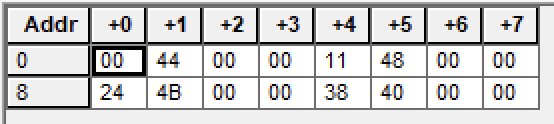 Addr +0 +1 +2 +3 +4 +5 +6 +7
0 00 44 00 00 11 48 00 00
8 24 4B 00 00 38 40 00 00